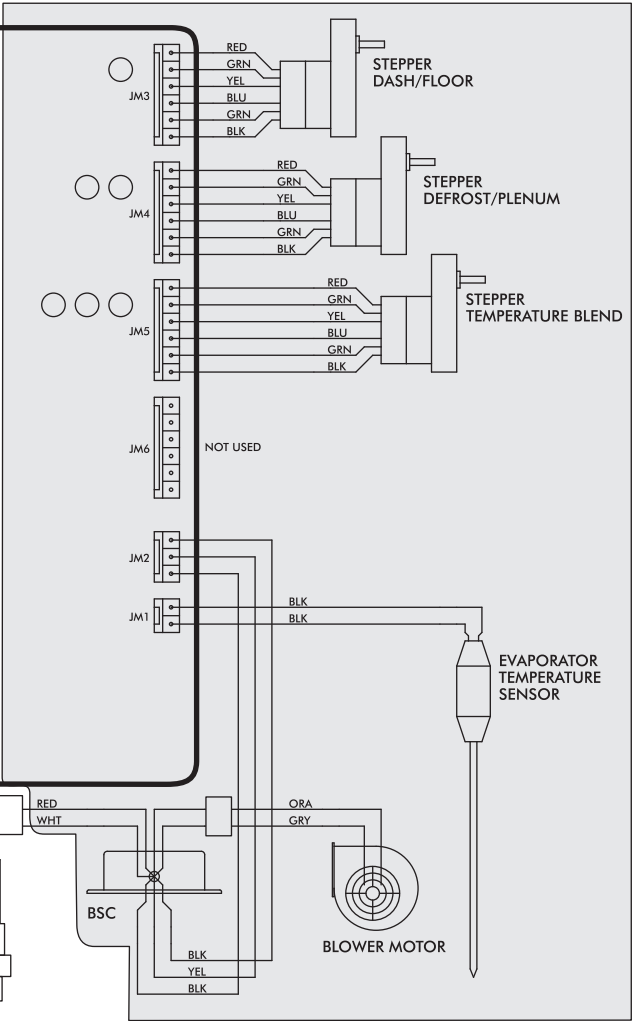 RED
GRN
YEL
BLU
GRN
BLK
JM3
STEPPER
DASH/FLOOR
RED
GRN
YEL
BLU
GRN
BLK
JM4
STEPPER
DEFROST/PLENUM
RED
GRN
YEL
BLU
GRN
BLK
JM5
STEPPER
TEMPERATURE BLEND
JM6
NOT USED
JM2
JM1
BLK
BLK
EVAPORATOR
TEMPERATURE
SENSOR
RED
WHT
ORA
GRY
BSC
BLOWER MOTOR
BLK
YEL
BLK